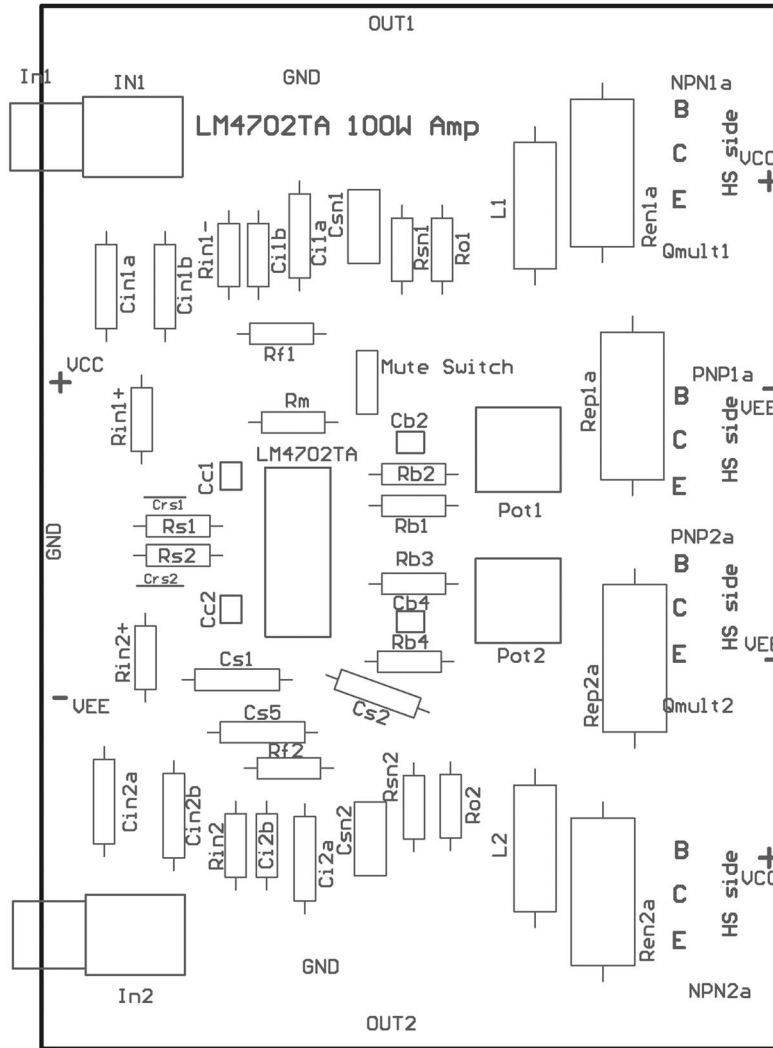 OUT1
In1
IN1
GND
NPN1a
B
LM4702TA 100W Amp
C
HS side
VCC
+
E
L1
Ren1a
Csn1
Ci1a
Rin1-
Ci1b
Rsn1
Ro1
Qmult1
Cin1a
Cin1b
Rf1
VCC
+
Mute Switch
Rep1a
PNP1a
-
B
VEE
HS side
C
E
Rin1+
Rm
Cb2
LM4702TA
Cc1
Rb2
Crs1
Rs1
Rb1
Pot1
GND
Rs2
Rb3
PNP2a
B
HS side
C
E
VEE
-
Crs2
Cc2
Cb4
Rb4
Rin2+
Pot2
Rep2a
Cs1
-
VEE
Cs2
Qmult2
Cs5
Rf2
Cin2a
Cin2b
Rin2
Ci2b
Ci2a
Csn2
Rsn2
Ro2
L2
Ren2a
B
+
VCC
HS side
C
E
GND
In2
NPN2a
OUT2